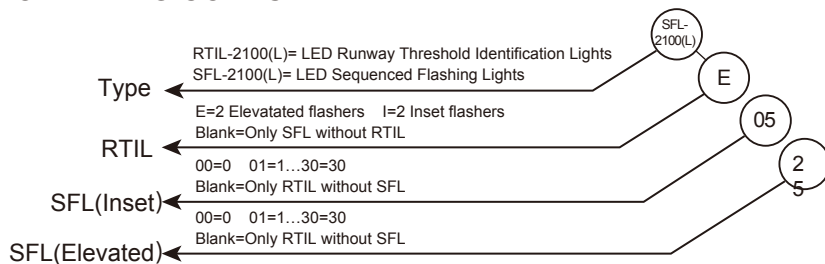 SFL-
2100(L)
RTIL-2100(L)= LED Runway Threshold Identification Lights
SFL-2100(L)= LED Sequenced Flashing Lights
Type
E
E=2 Elevatated flashers I=2 Inset flashers
Blank=Only SFL without RTIL
RTIL
05
00=0 01=1…30=30
Blank=Only RTIL without SFL
SFL(Inset)
2
5
00=0 01=1…30=30
Blank=Only RTIL without SFL
SFL(Elevated)